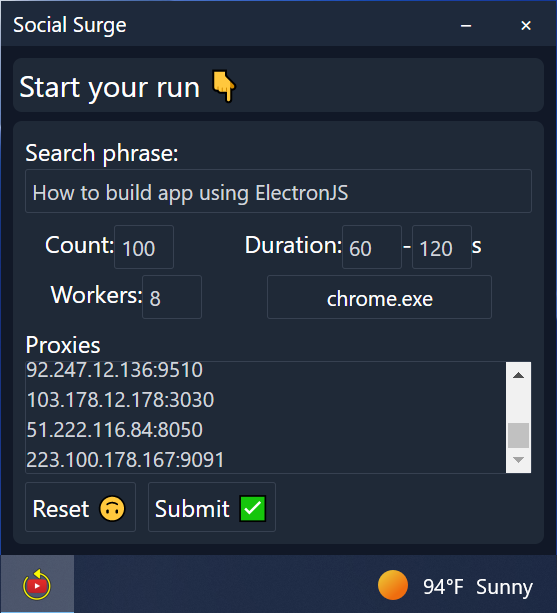 Social Surge
Start your run 👇
Search phrase:
How to build app using ElectronJS
Count: 100 Duration: 60 - 120 s
Workers: 8 chrome.exe
Proxies
92.247.12.136:9510
103.178.12.178:3030
51.222.116.84:8050
223.100.178.167:9091
Reset 🙃 Submit ✅
94°F Sunny